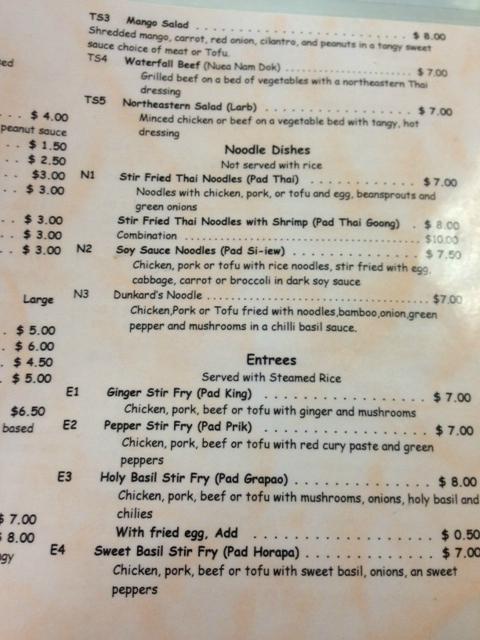 TS3 Mango Salad . . . . . . . . . . . . . . . . . . . . . . . $ 8.00
Shredded mango, carrot, red onion, cilantro, and peanuts in a tangy sweet
sauce choice of meat or Tofu.
TS4 Waterfall Beef (Nuea Nam Dok) . . . . . . . . . . . . . . $ 7.00
Grilled beef on a bed of vegetables with a northeastern Thai
dressing
TS5 Northeastern Salad (Larb) . . . . . . . . . . . . . . . . $ 7.00
Minced chicken or beef on a vegetable bed with tangy, hot
dressing
Noodle Dishes
Not served with rice
N1 Stir Fried Thai Noodles (Pad Thai) . . . . . . . . . . . . $ 7.00
Noodles with chicken, pork, or tofu and egg, beansprouts and
green onions
Stir Fried Thai Noodles with Shrimp (Pad Thai Goong) . $ 8.00
Combination . . . . . . . . . . . . . . . . . . . . . . . $10.00
N2 Soy Sauce Noodles (Pad Si-iew) . . . . . . . . . . . . . . $ 7.50
Chicken, pork or tofu with rice noodles, stir fried with egg,
cabbage, carrot or broccoli in dark soy sauce
N3 Dunkard's Noodle . . . . . . . . . . . . . . . . . . . . . $7.00
Chicken,Pork or Tofu fried with noodles,bamboo,onion,green
pepper and mushrooms in a chilli basil sauce.
Entrees
Served with Steamed Rice
E1 Ginger Stir Fry (Pad King) . . . . . . . . . . . . . . . . $ 7.00
Chicken, pork, beef or tofu with ginger and mushrooms
E2 Pepper Stir Fry (Pad Prik) . . . . . . . . . . . . . . . . $ 7.00
Chicken, pork, beef or tofu with red cury paste and green
peppers
E3 Holy Basil Stir Fry (Pad Grapao) . . . . . . . . . . . . . $ 8.00
Chicken, pork, beef or tofu with mushrooms, onions, holy basil and
chilies
With fried egg, Add . . . . . . . . . . . . . . . . . . . $ 0.50
E4 Sweet Basil Stir Fry (Pad Horapa) . . . . . . . . . . . . $ 7.00
Chicken, pork, beef or tofu with sweet basil, onions, an sweet
peppers
. . . $ 4.00
peanut sauce
. . $ 1.50
. . $ 2.50
. . $3.00
. . $ 3.00
. . $ 3.00
. . $ 3.00
. . $ 3.00
Large
. $ 5.00
. $ 6.00
. $ 4.50
. $ 5.00
$6.50
based
$ 7.00
$ 8.00